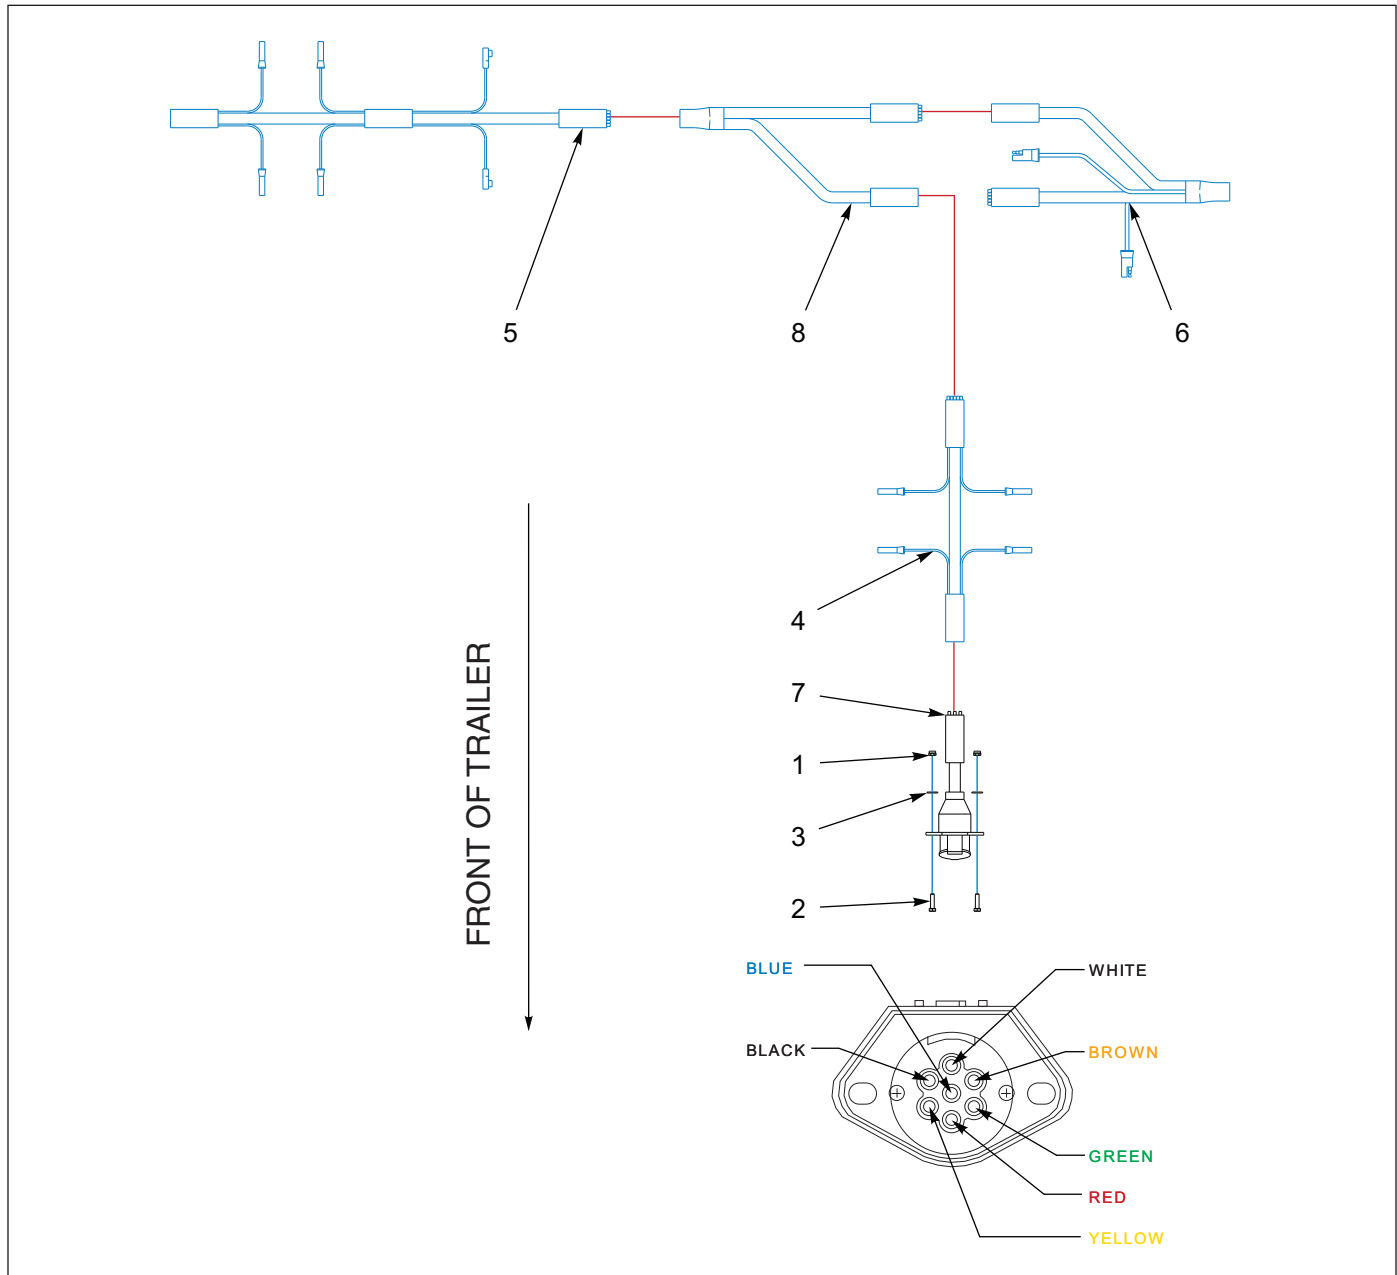 5
8
6
4
FRONT OF TRAILER
7
1
3
2
BLUE
WHITE
BLACK
BROWN
GREEN
RED
YELLOW